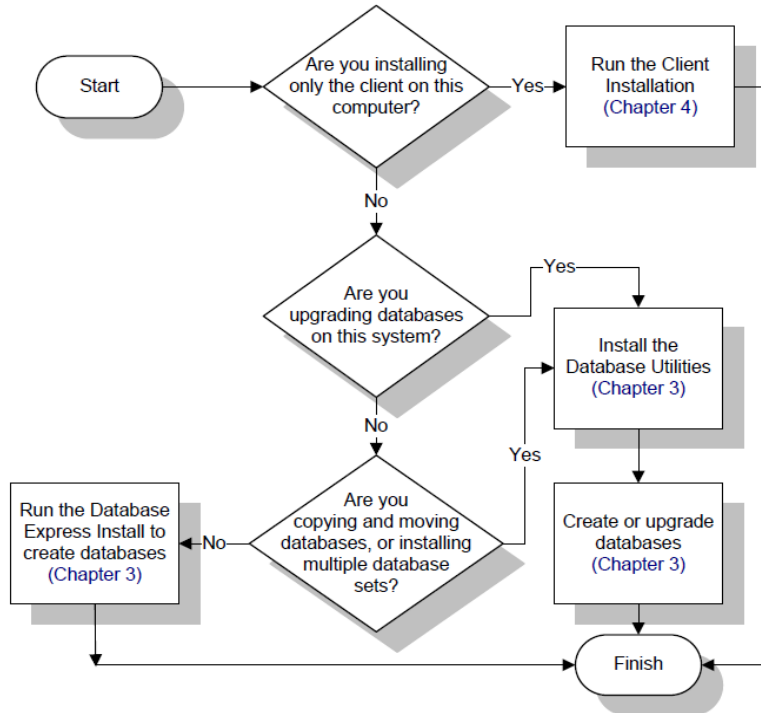 Start
Are you installing
only the client on this
computer?
Yes
Run the Client
Installation
(Chapter 4)
No
Are you
upgrading databases
on this system?
Yes
Install the
Database Utilities
(Chapter 3)
No
Yes
Are you
copying and moving
databases, or installing
multiple database
sets?
No
Run the Database
Express Install to
create databases
(Chapter 3)
Create or upgrade
databases
(Chapter 3)
Finish